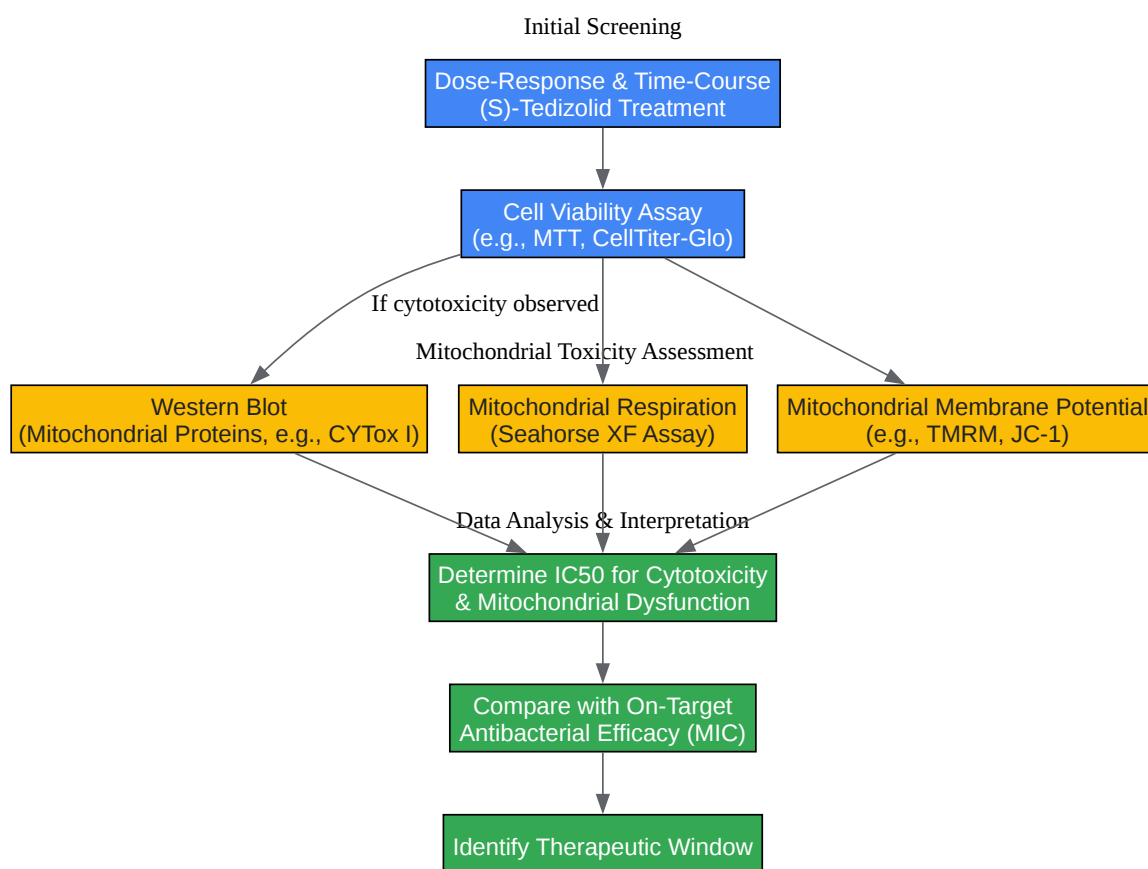 Initial Screening
Dose-Response & Time-Course
(S)-Tedizolid Treatment
Cell Viability Assay
(e.g., MTT, CellTiter-Glo)
If cytotoxicity observed
Mitochondrial Toxicity Assessment
Western Blot
(Mitochondrial Proteins, e.g., CYTox I)
Mitochondrial Respiration
(Seahorse XF Assay)
Mitochondrial Membrane Potential
(e.g., TMRM, JC-1)
Data Analysis & Interpretation
Determine IC50 for Cytotoxicity
& Mitochondrial Dysfunction
Compare with On-Target
Antibacterial Efficacy (MIC)
Identify Therapeutic Window